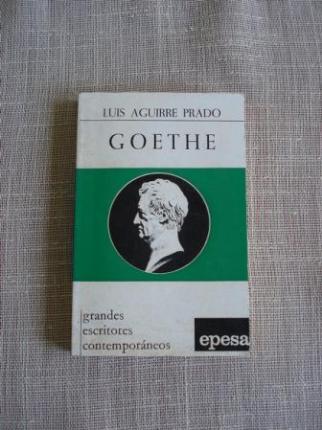 LUIS AGUIRRE PRADO
GOETHE
grandes
escritores
contemporáneos
epesa